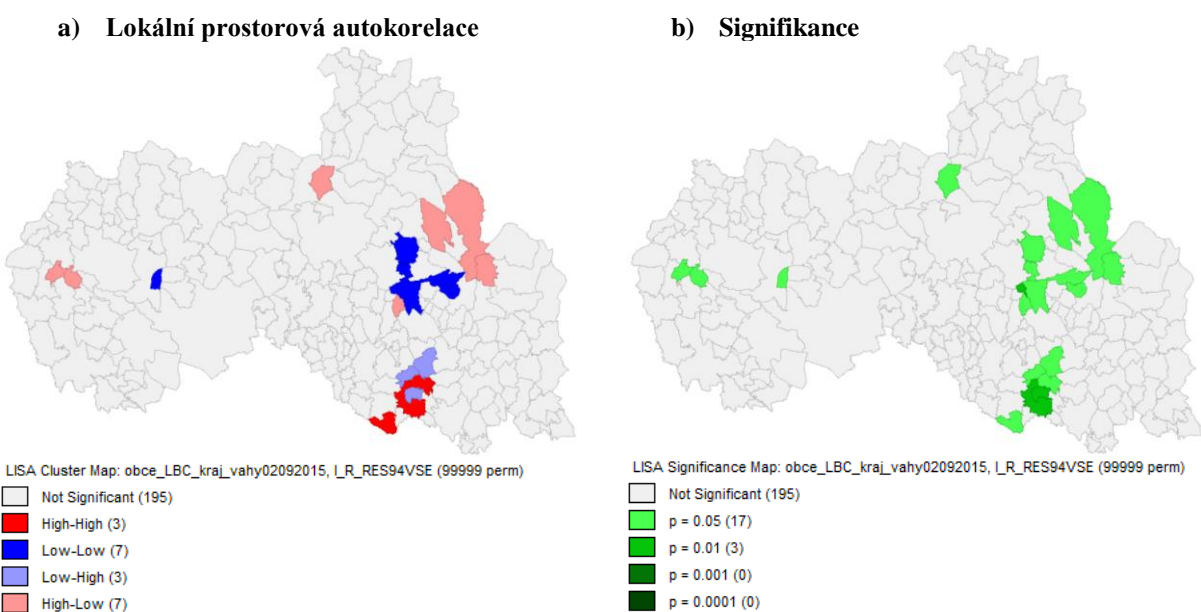 a) Lokální prostorová autokorelace
b) Signifikance
LISA Cluster Map: obce_LBC_kraj_vahy02092015, I_R_RES94VSE (99999 perm)
Not Significant (195)
High-High (3)
Low-Low (7)
Low-High (3)
High-Low (7)
LISA Significance Map: obce_LBC_kraj_vahy02092015, I_R_RES94VSE (99999 perm)
Not Significant (195)
p = 0.05 (17)
p = 0.01 (3)
p = 0.001 (0)
p = 0.0001 (0)